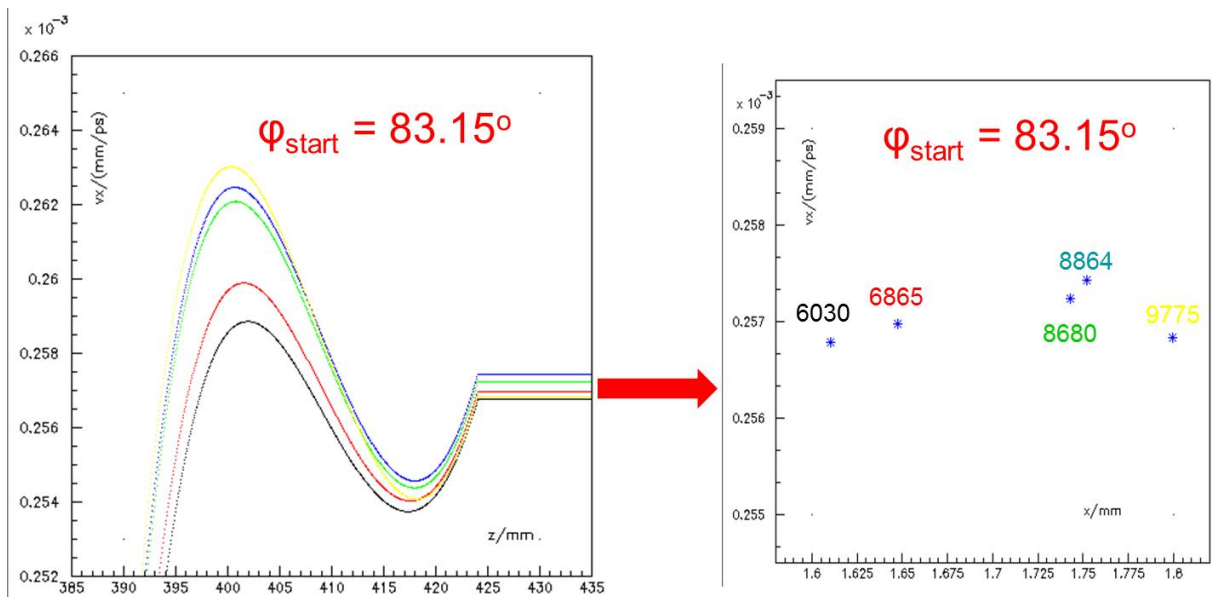 x 10⁻³
0.266
0.264
0.262
0.26
0.258
0.256
0.254
0.252
vx/(mm/ps)
φstart = 83.15º
z/mm
385 390 395 400 405 410 415 420 425 430 435
x 10⁻³
0.259
0.258
0.257
0.256
0.255
vx/(mm/ps)
φstart = 83.15º
8864
6030
6865
8680
9775
x/mm
1.6 1.625 1.65 1.675 1.7 1.725 1.75 1.775 1.8